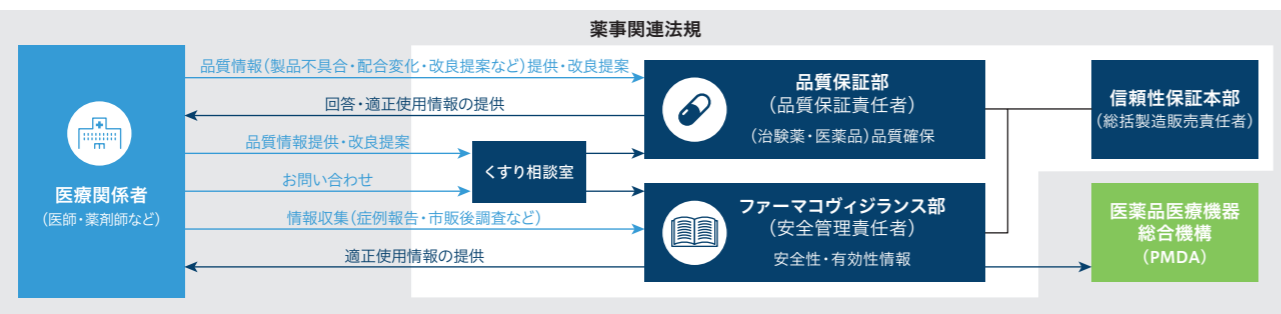 薬事関連法規
医療関係者
（医師・薬剤師など）
品質情報（製品不具合・配合変化・改良提案など）提供・改良提案
回答・適正使用情報の提供
品質情報提供・改良提案
お問い合わせ
情報収集（症例報告・市販後調査など）
適正使用情報の提供
くすり相談室
品質保証部
（品質保証責任者）
（治験薬・医薬品）品質確保
ファーマコヴィジランス部
（安全管理責任者）
安全性・有効性情報
信頼性保証本部
（総括製造販売責任者）
医薬品医療機器
総合機構
（PMDA）